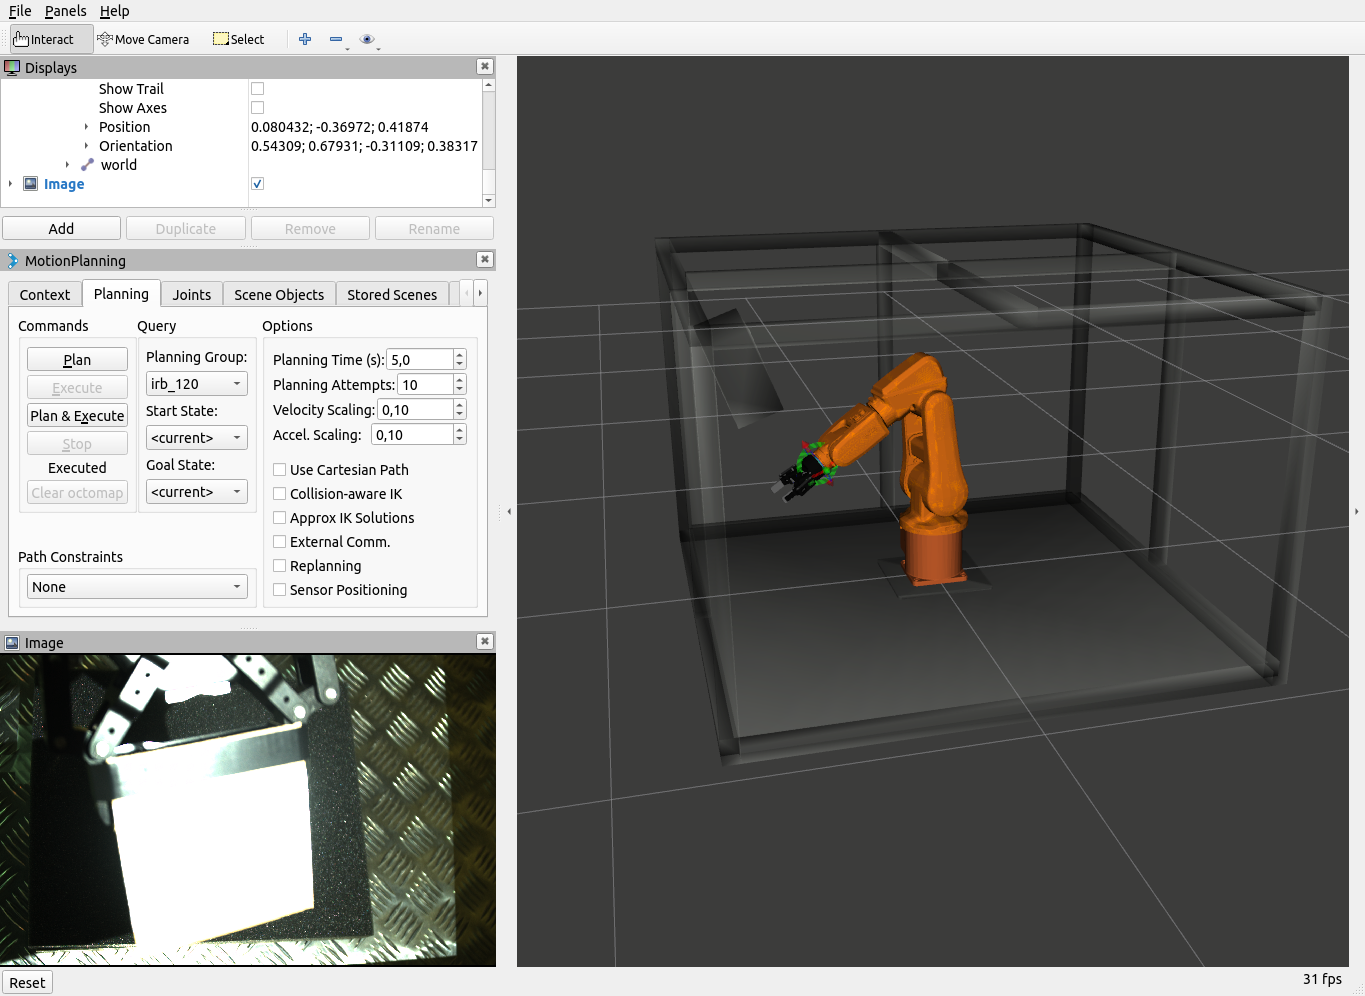 File Panels Help
Interact Move Camera Select
Displays
Show Trail
Show Axes
Position 0.080432; -0.36972; 0.41874
Orientation 0.54309; 0.67931; -0.31109; 0.38317
world
Image
Add Duplicate Remove Rename
MotionPlanning
Context Planning Joints Scene Objects Stored Scenes
Commands Query Options
Plan
Execute
Plan & Execute
Stop
Executed
Clear octomap
Planning Group:
irb_120
Start State:
<current>
Goal State:
<current>
Planning Time (s): 5,0
Planning Attempts: 10
Velocity Scaling: 0,10
Accel. Scaling: 0,10
Use Cartesian Path
Collision-aware IK
Approx IK Solutions
External Comm.
Replanning
Sensor Positioning
Path Constraints
None
Image
Reset
31 fps